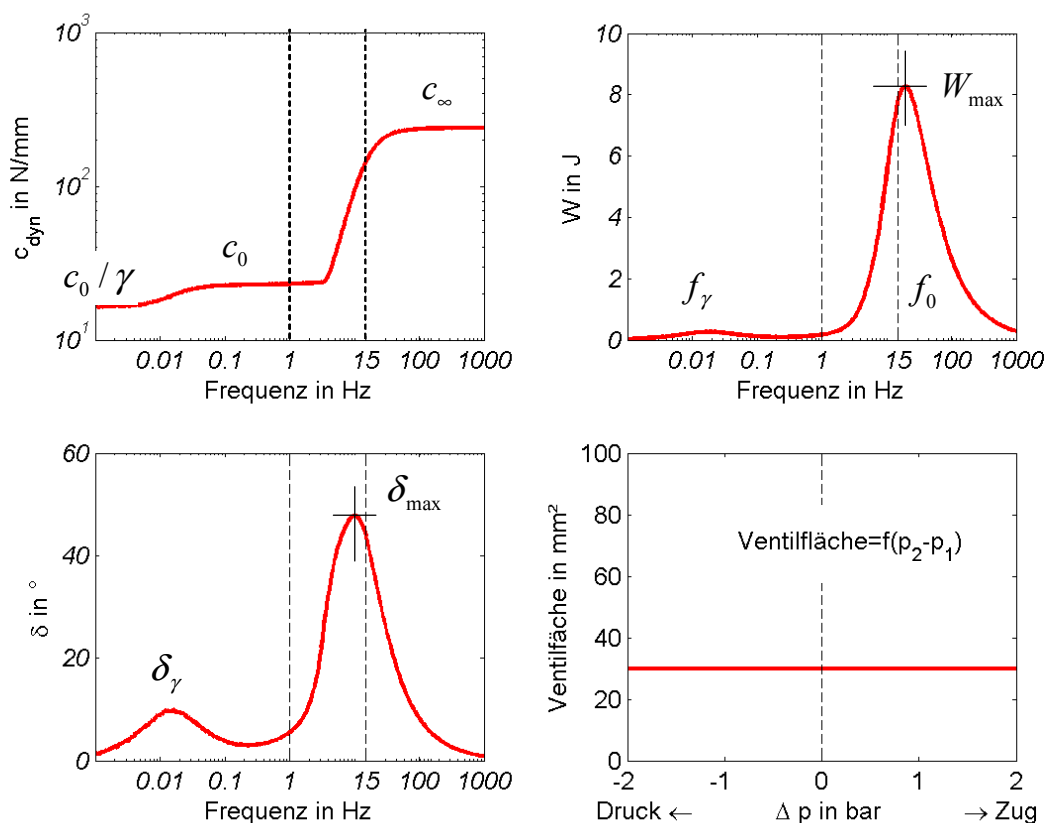 10³
10²
10¹
c_dyn in N/mm
c₀ / γ
c₀
c_∞
0.01 0.1 1 15 100 1000
Frequenz in Hz
10
8
6
4
2
0
W in J
W_max
f_γ
f₀
0.01 0.1 1 15 100 1000
Frequenz in Hz
60
40
20
0
δ in °
δ_max
δ_γ
0.01 0.1 1 15 100 1000
Frequenz in Hz
100
80
60
40
20
0
Ventilfäche in mm²
Ventilfläche=f(p₂-p₁)
-2 -1 0 1 2
Druck ← Δ p in bar → Zug